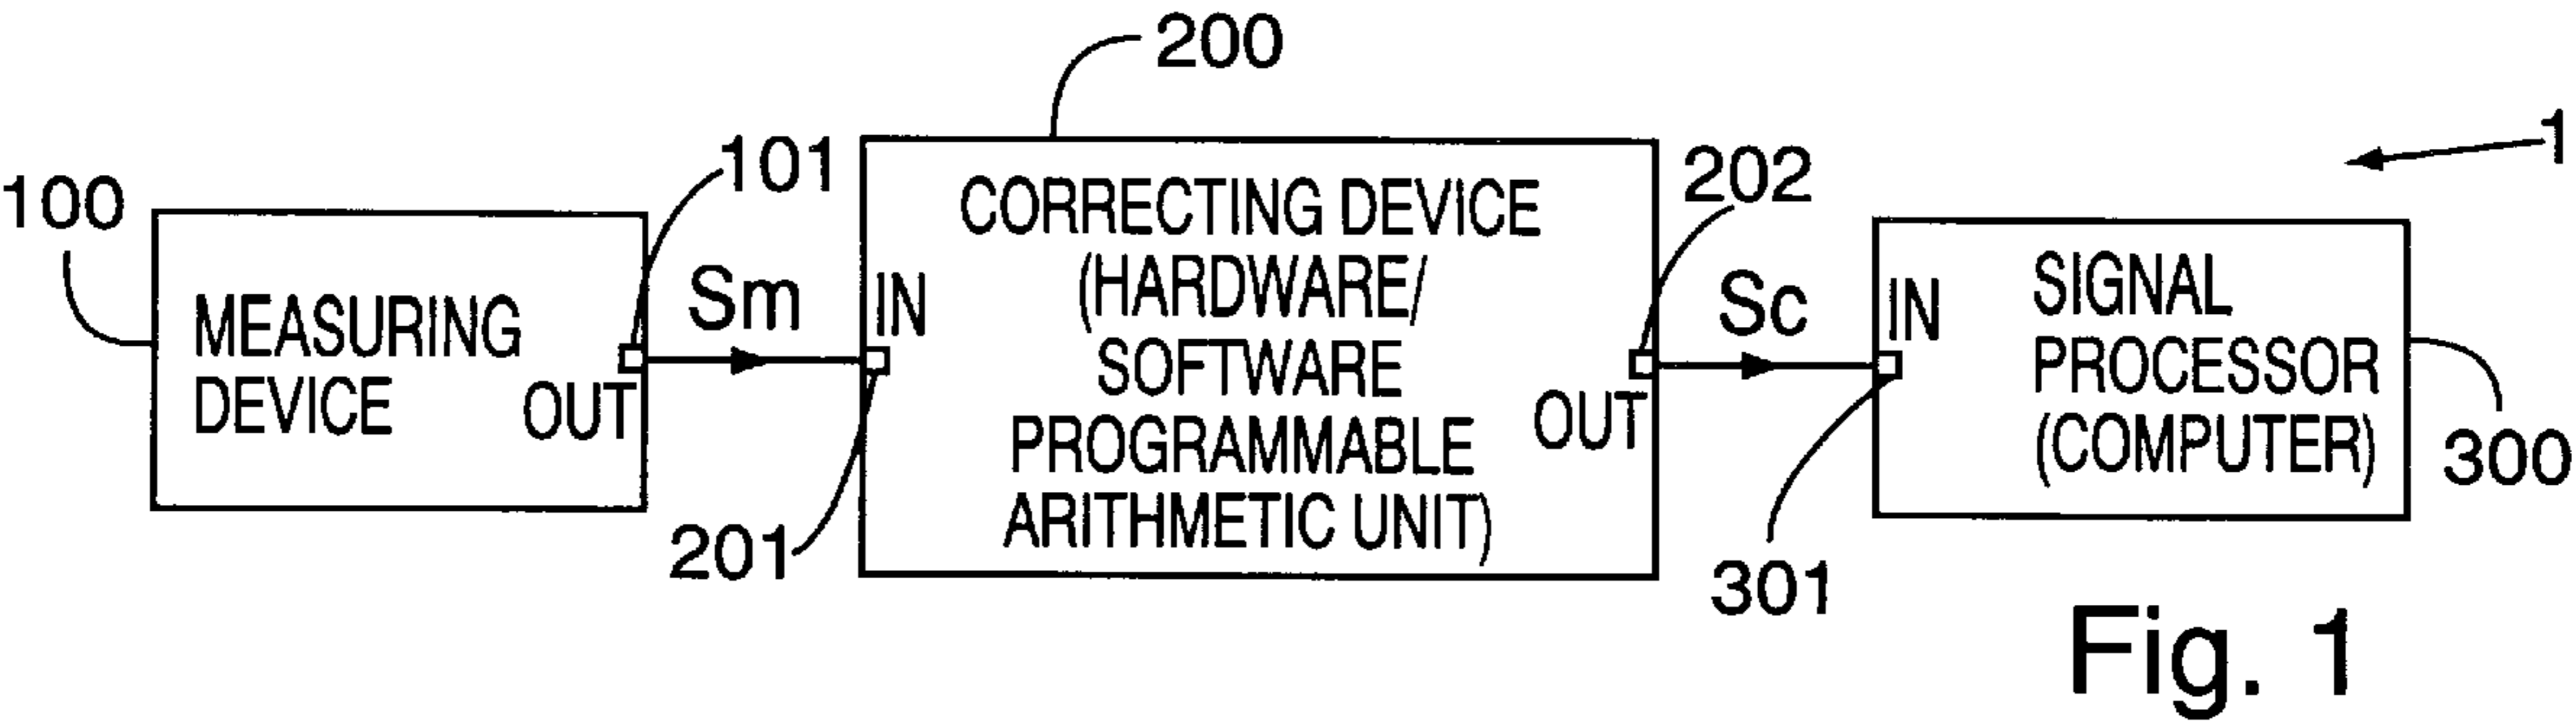 200
101
202
1
100
CORRECTING DEVICE
(HARDWARE/
SOFTWARE
PROGRAMMABLE
ARITHMETIC UNIT)
MEASURING
DEVICE
OUT
Sm
IN
OUT
Sc
IN
SIGNAL
PROCESSOR
(COMPUTER)
300
201
301
Fig. 1